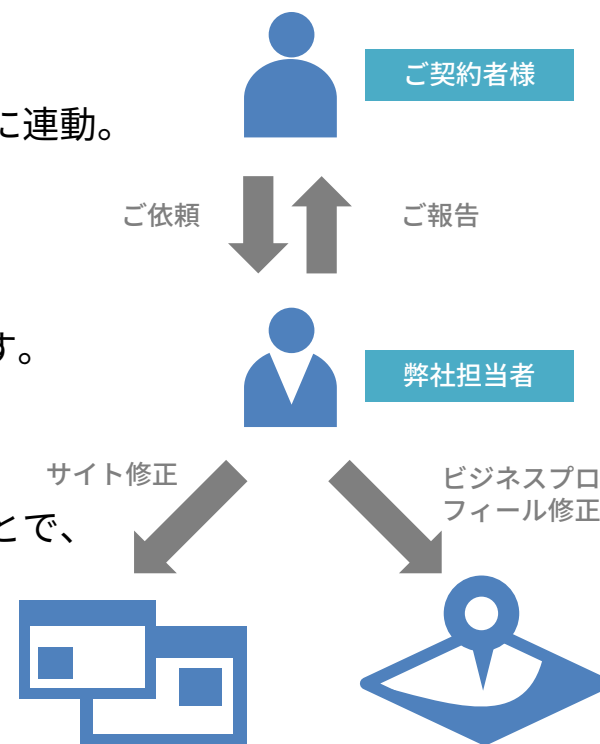 ご契約者様
に連動。
ご依頼
ご報告
す。
弊社担当者
サイト修正
ビジネスプロ
フィール修正
とで、